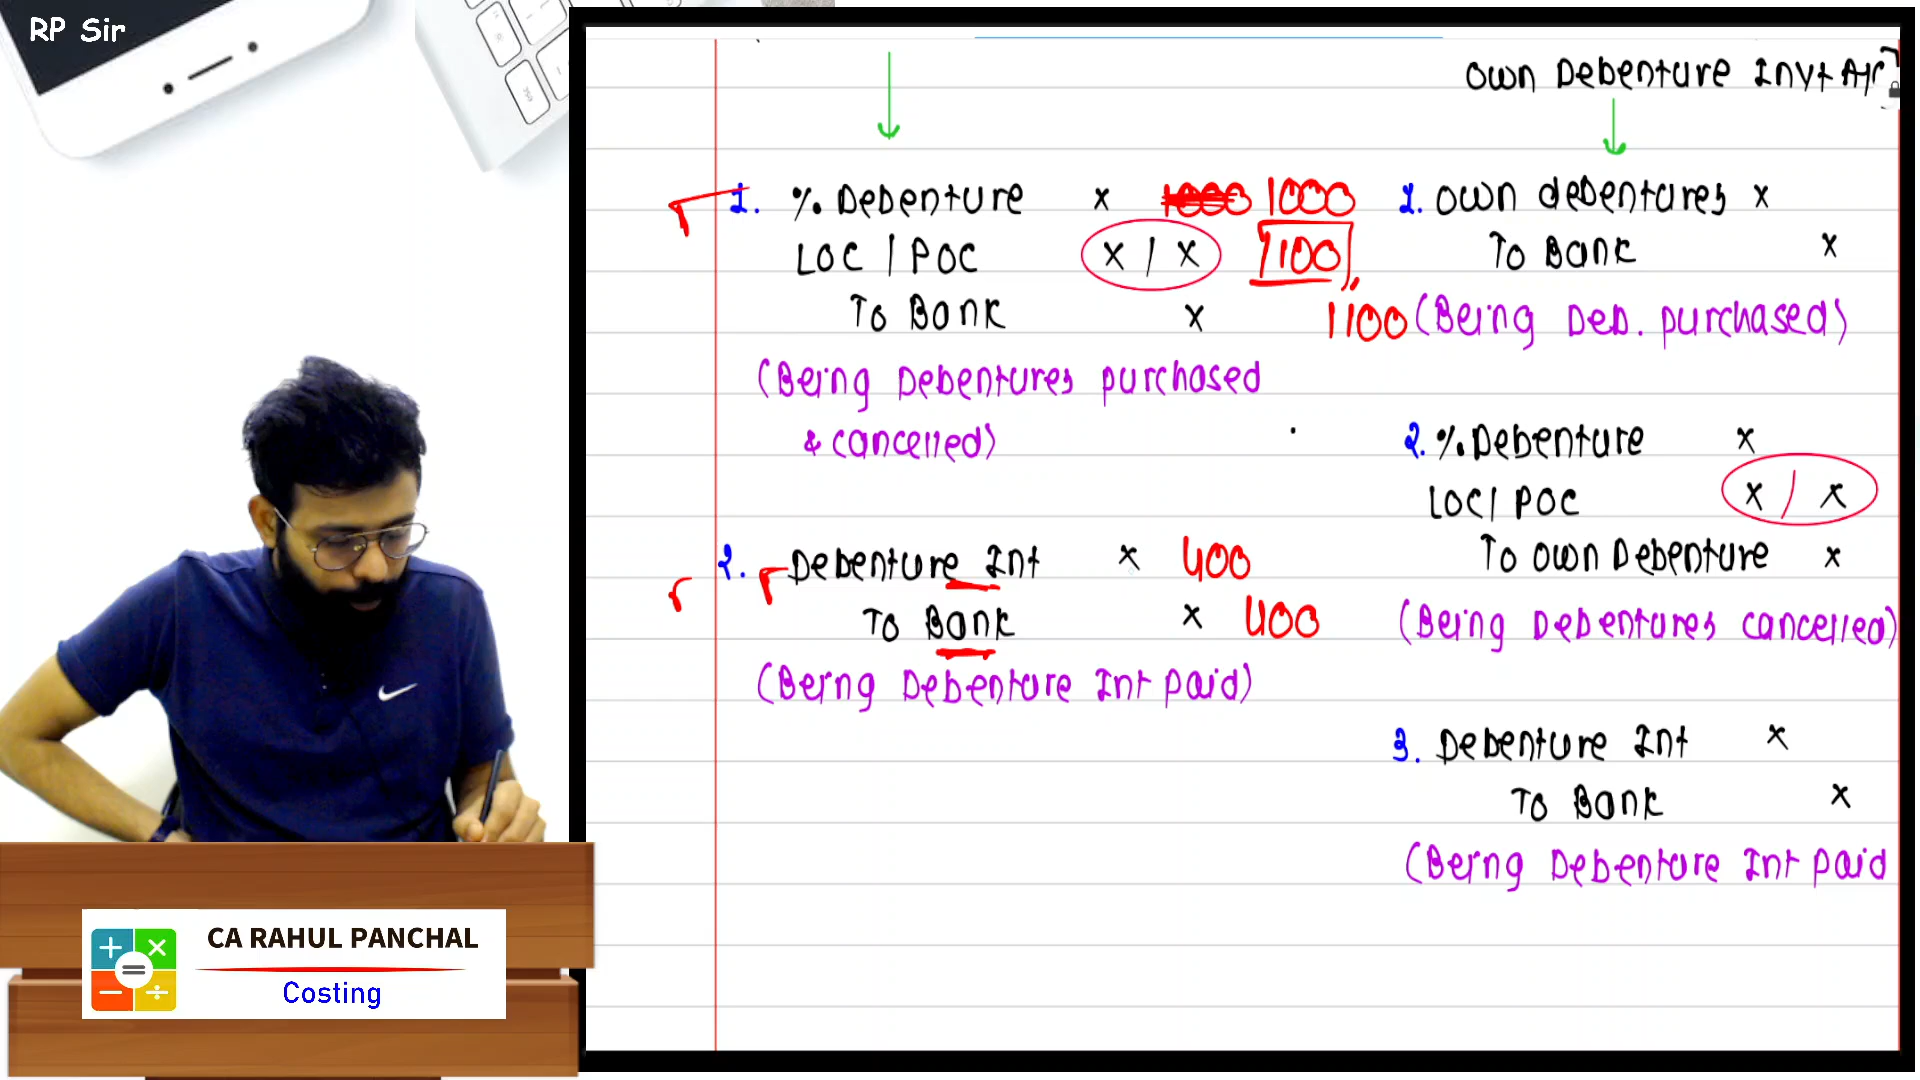 RP Sir
Own Debenture Invt A/c
1. % Debenture x 1000 1000
LOC / POC x / x 1100
To Bank x 1100
(Being Debentures purchased
& cancelled)
2. Debenture Int x 400
To Bank x 400
(Being Debenture Int paid)
1. Own debentures x
To Bank x
(Being Deb. purchased)
2. % Debenture x
LOC / POC x / x
To Own Debenture x
(Being Debentures cancelled)
3. Debenture Int x
To Bank x
(Being Debenture Int paid
CA RAHUL PANCHAL
Costing